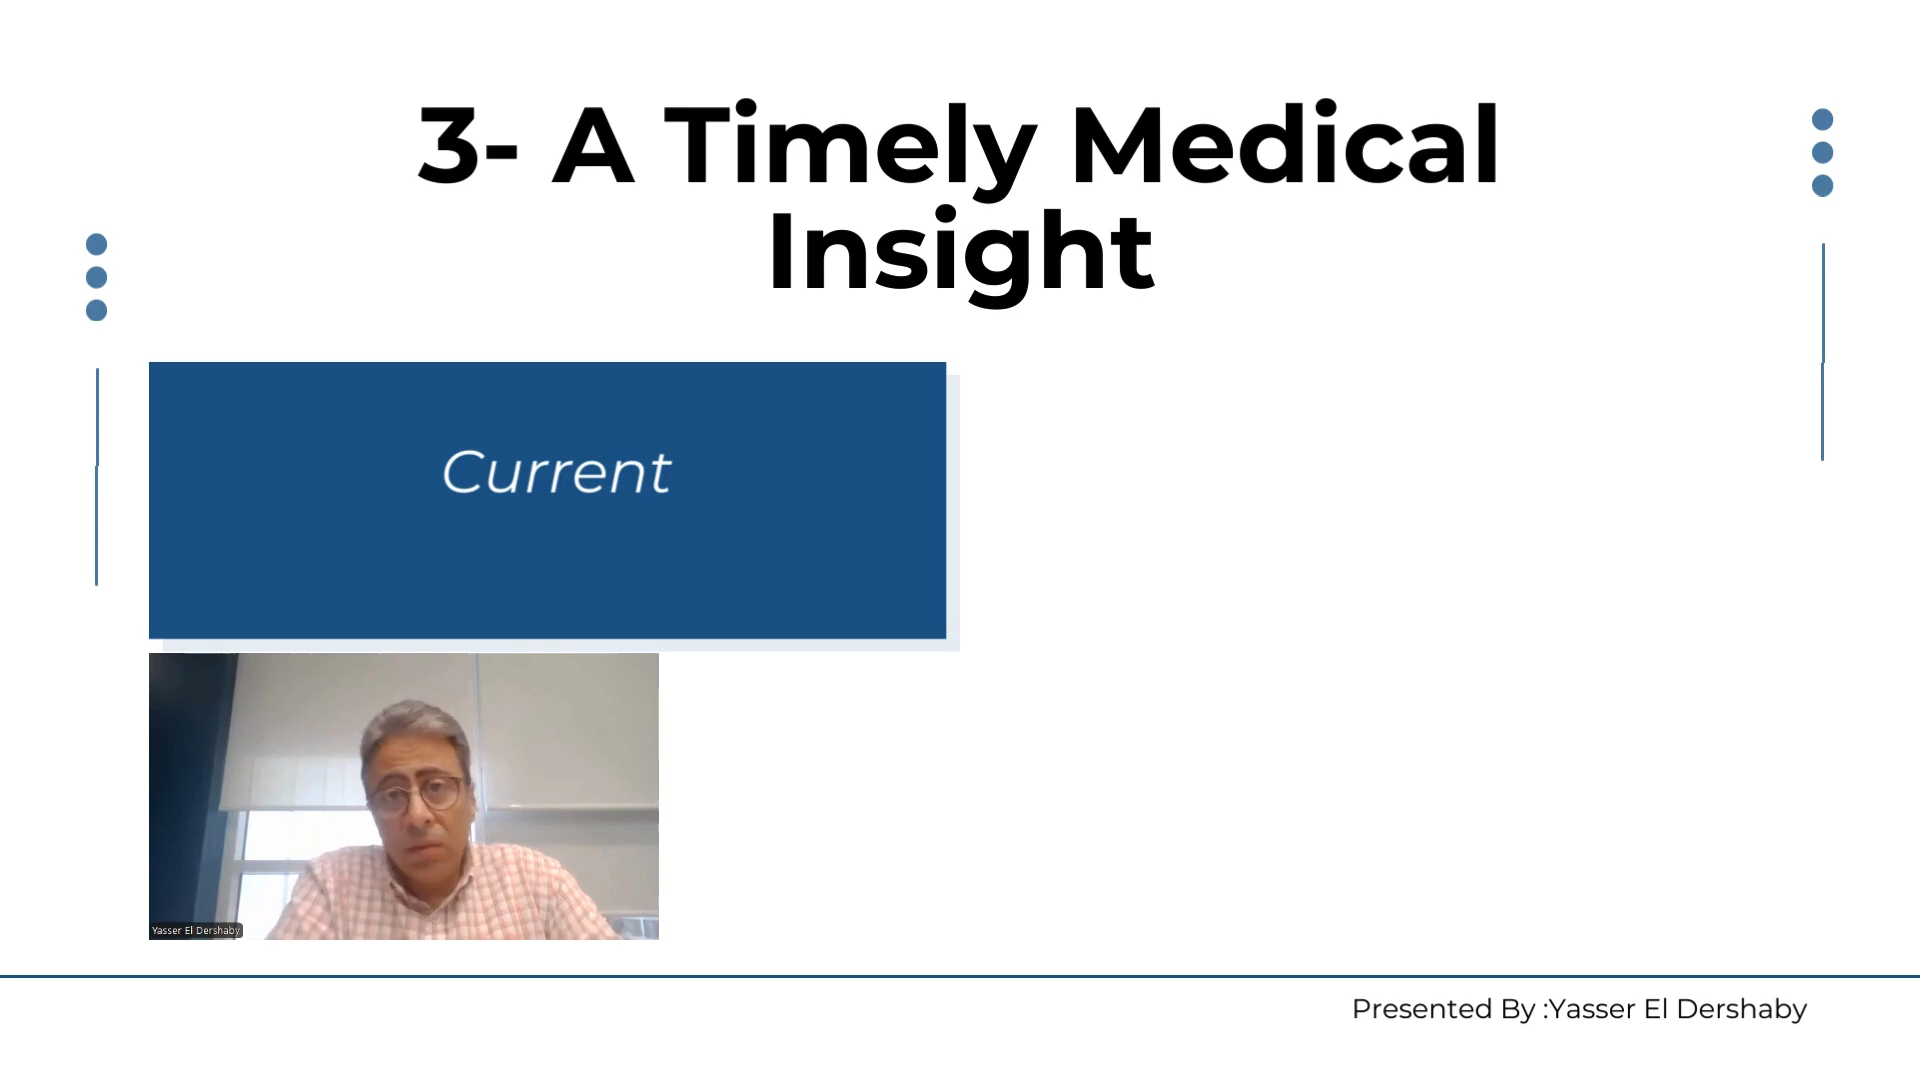 3- A Timely Medical
Insight
Current
Yasser El Dershaby
Presented By :Yasser El Dershaby